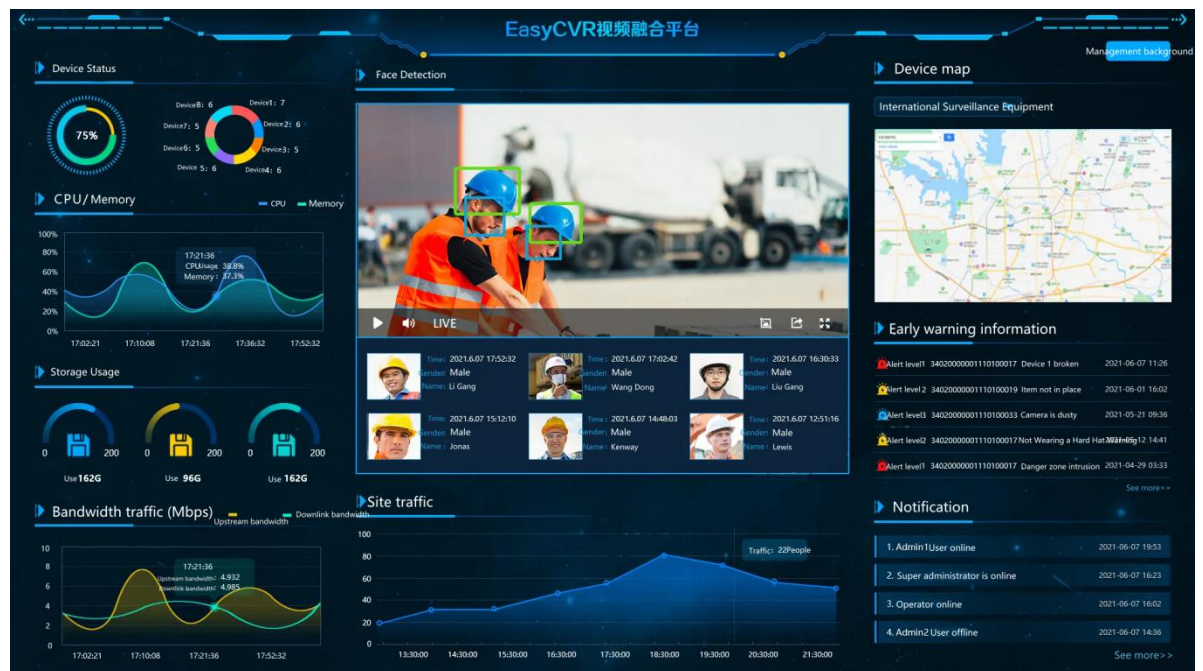 EasyCVR视频融合平台
Management background
Device Status
75%
Device8: 6
Device1: 7
Device7: 5
Device2: 6
Device6: 5
Device3: 5
Device 5: 6
Device4: 6
CPU/Memory
CPU
Memory
100%
80%
60%
40%
20%
0%
17:21:36
CPUUsage 38.8%
Memory: 37.3%
17:02:21 17:10:08 17:21:36 17:36:32 17:52:32
Storage Usage
0 200 0 200 0 200
Use 162G
Use 96G
Use 162G
Bandwidth traffic (Mbps)
Upstream bandwidth
Downlink bandwidth
10
8
6
4
2
0
17:21:36
Upstream bandwidth: 4.932
Downlink bandwidth: 4.985
17:02:21 17:10:08 17:21:36 17:52:32
Face Detection
LIVE
Time: 2021.6.07 17:52:32
Gender: Male
Name: Li Gang
Time: 2021.6.07 17:02:42
Gender: Male
Name: Wang Dong
Time: 2021.6.07 16:30:33
Gender: Male
Name: Liu Gang
Time: 2021.6.07 15:12:10
Gender: Male
Name: Jonas
Time: 2021.6.07 14:48:03
Gender: Male
Name: Kenway
Time: 2021.6.07 12:51:16
Gender: Male
Name: Lewis
Site traffic
100
80
60
40
20
0
Traffic: 22People
13:30:00 14:30:00 15:30:00 16:30:00 17:30:00 18:30:00 19:30:00 20:30:00 21:30:00
Device map
International Surveillance Equipment
Early warning information
Alert level1 34020000001110100017 Device 1 broken 2021-06-07 11:26
Alert level2 34020000001110100019 Item not in place 2021-06-01 16:02
Alert level3 34020000001110100033 Camera is dusty 2021-05-21 09:36
Alert level2 34020000001110100017 Not Wearing a Hard Hat Warning 2021-05-12 14:41
Alert level1 34020000001110100017 Danger zone intrusion 2021-04-29 03:33
See more>>
Notification
1. Admin1User online 2021-06-07 19:53
2. Super administrator is online 2021-06-07 16:23
3. Operator online 2021-06-07 16:02
4. Admin2 User offline 2021-06-07 14:36
See more>>